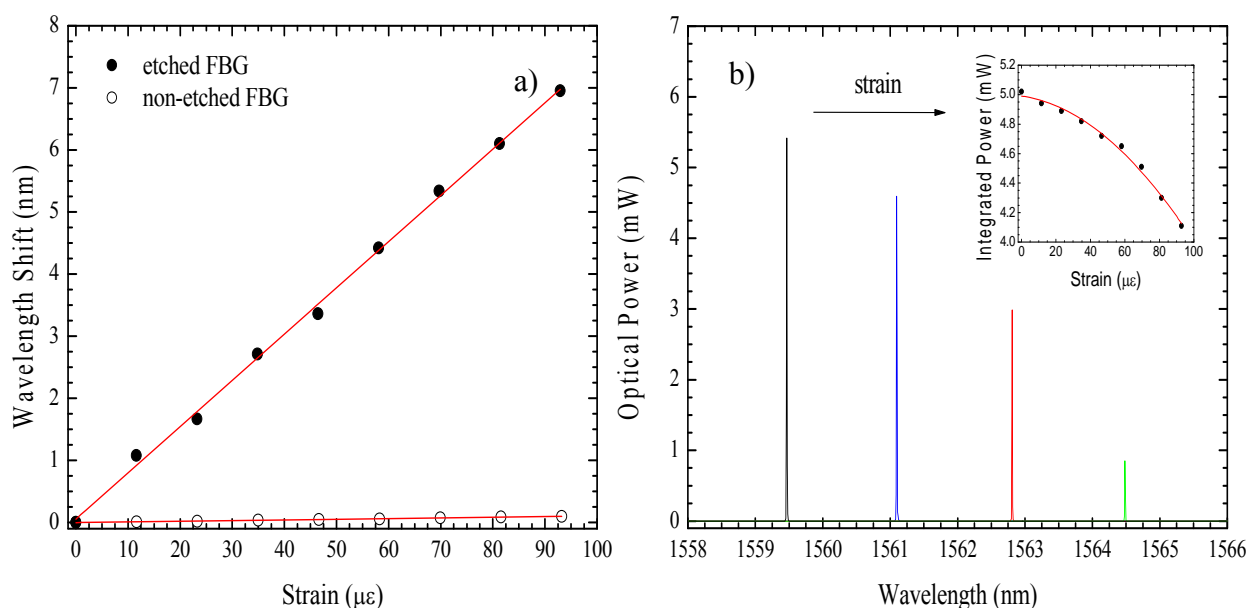 8
7
6
5
4
3
2
1
0
Wavelength Shift (nm)
etched FBG
non-etched FBG
a)
0 10 20 30 40 50 60 70 80 90 100
Strain (με)
7
6
5
4
3
2
1
0
Optical Power (mW)
b)
strain
5.2
5.0
4.8
4.6
4.4
4.2
4.0
Integrated Power (mW)
0 20 40 60 80 100
Strain (με)
1558 1559 1560 1561 1562 1563 1564 1565 1566
Wavelength (nm)